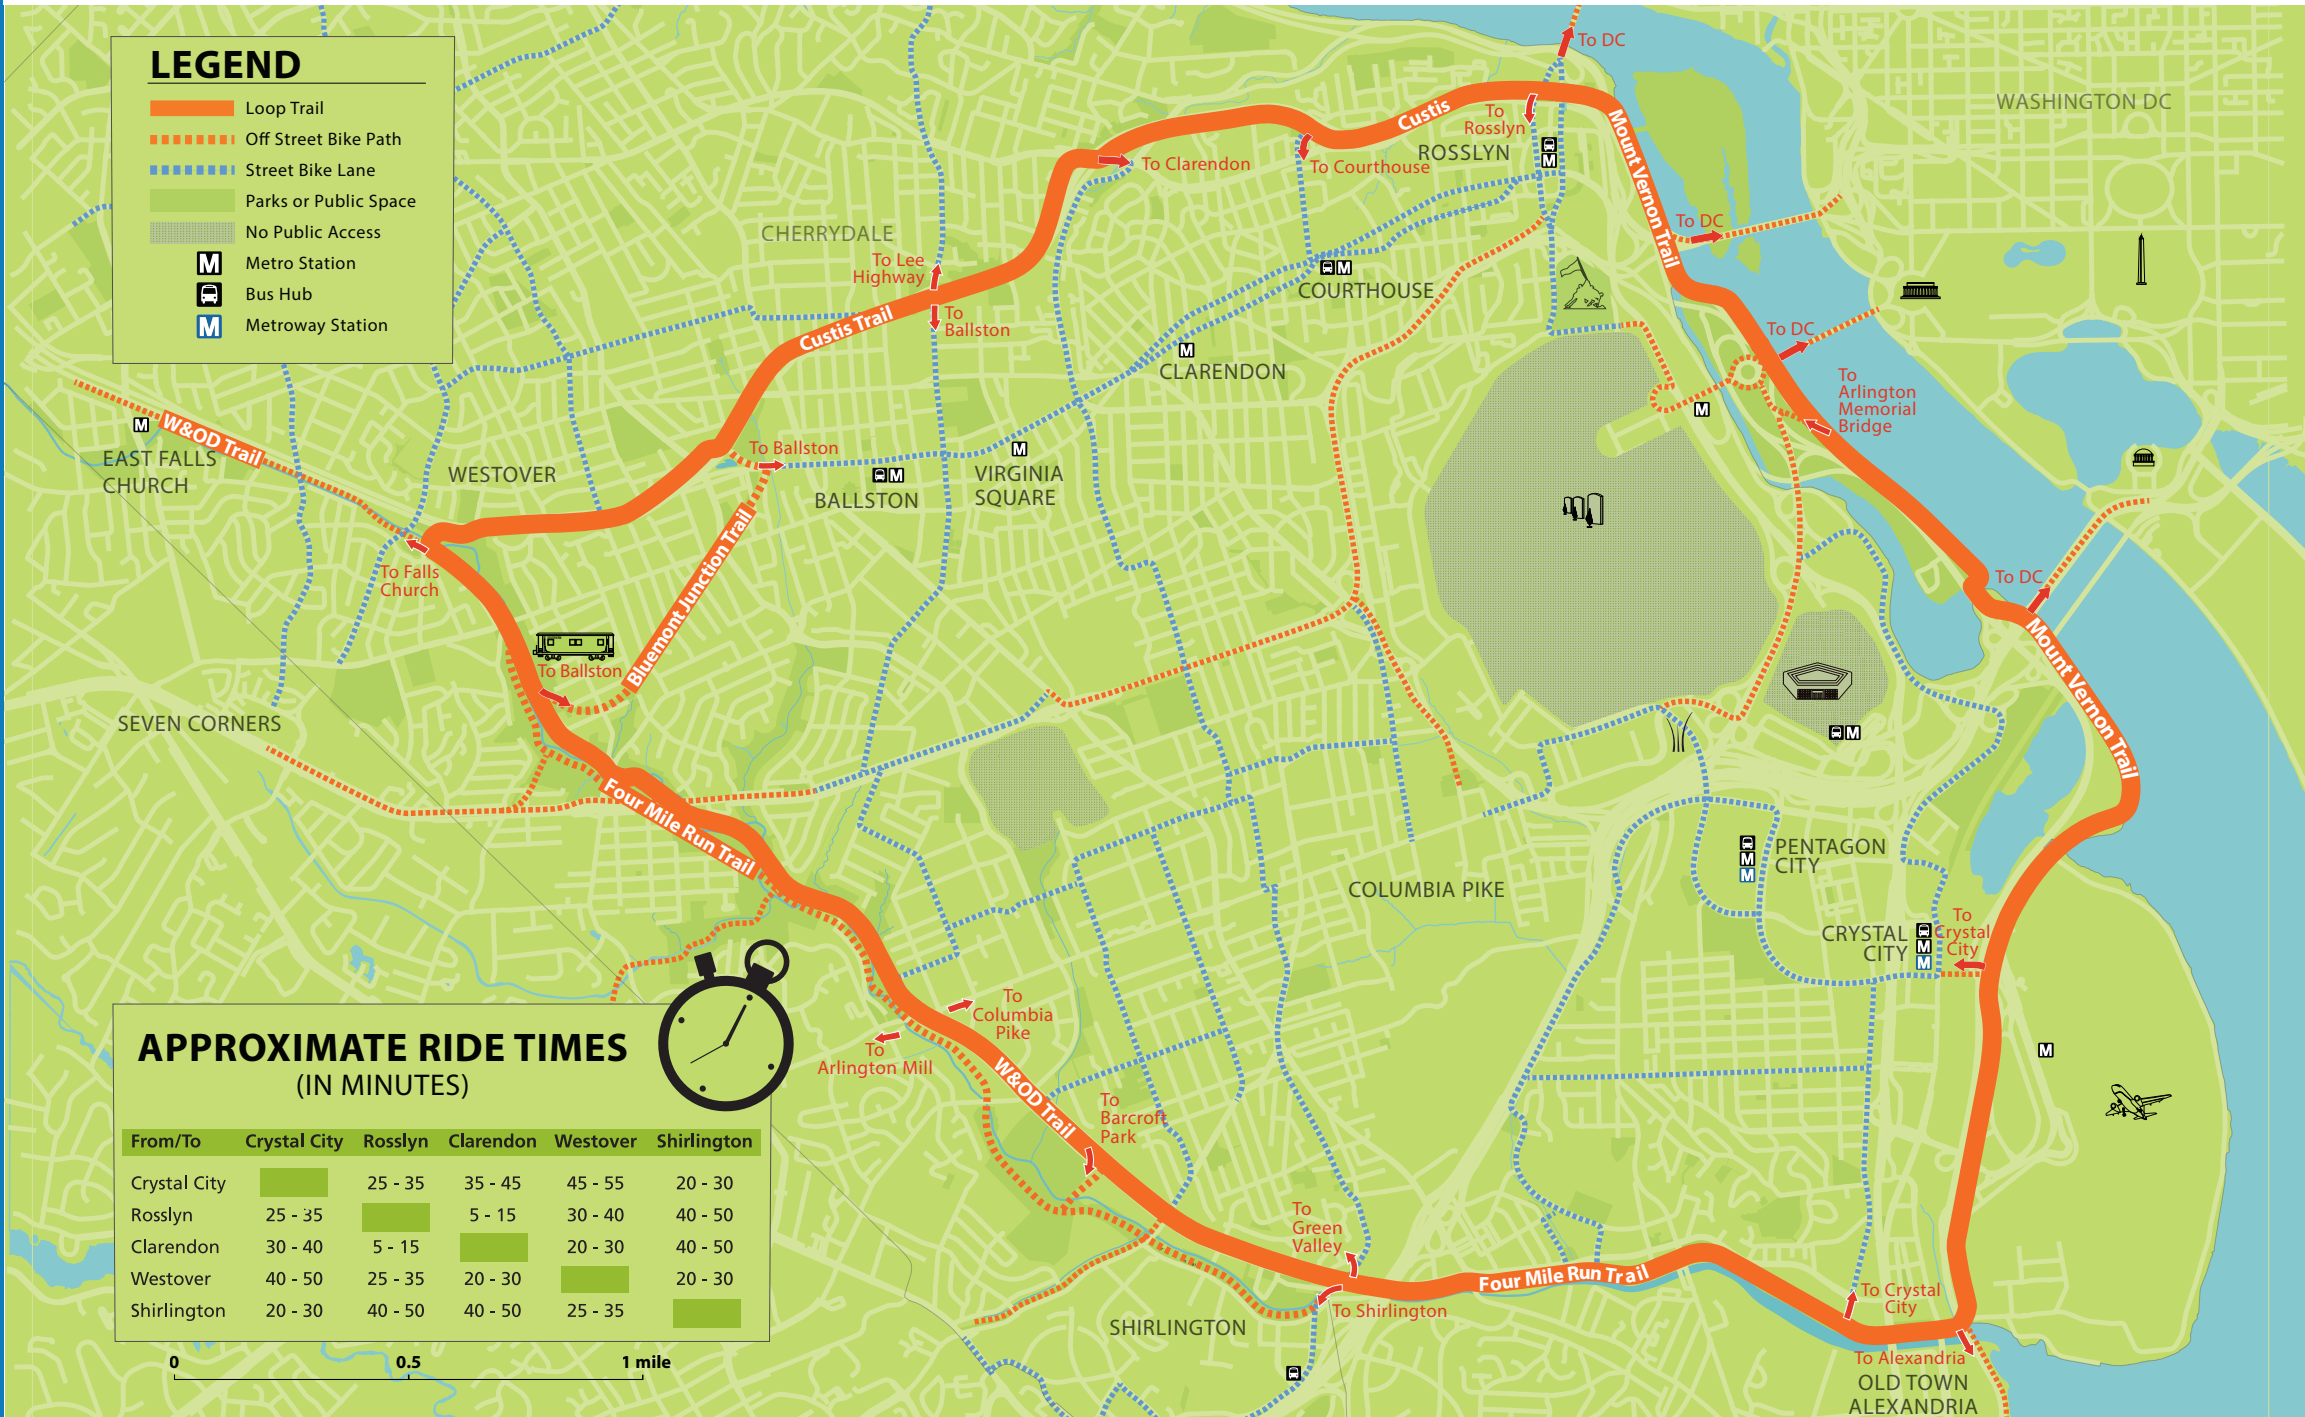 LEGEND
Loop Trail
Off Street Bike Path
Street Bike Lane
Parks or Public Space
No Public Access
M Metro Station
Bus Hub
M Metroway Station
To DC
WASHINGTON DC
Custis
To
Rosslyn
ROSSLYN
M
Mount Vernon Trail
To Clarendon
To Courthouse
To DC
CHERRYDALE
To Lee
Highway
To
Ballston
Custis Trail
M
COURTHOUSE
M
CLARENDON
To DC
To
Arlington
Memorial
Bridge
M
M
W&OD Trail
EAST FALLS
CHURCH
WESTOVER
To Ballston
M
BALLSTON
M
VIRGINIA
SQUARE
To Falls
Church
Bluemont Junction Trail
To Ballston
To DC
Mount Vernon Trail
SEVEN CORNERS
M
Four Mile Run Trail
COLUMBIA PIKE
M
M
PENTAGON
CITY
CRYSTAL
CITY
M
M
To
Crystal
City
To
Columbia
Pike
To
Arlington Mill
W&OD Trail
To
Barcroft
Park
M
To
Green
Valley
Four Mile Run Trail
To Shirlington
SHIRLINGTON
To Crystal
City
To Alexandria
OLD TOWN
ALEXANDRIA
APPROXIMATE RIDE TIMES
(IN MINUTES)
From/To Crystal City Rosslyn Clarendon Westover Shirlington
Crystal City 25 - 35 35 - 45 45 - 55 20 - 30
Rosslyn 25 - 35 5 - 15 30 - 40 40 - 50
Clarendon 30 - 40 5 - 15 20 - 30 40 - 50
Westover 40 - 50 25 - 35 20 - 30 20 - 30
Shirlington 20 - 30 40 - 50 40 - 50 25 - 35
0 0.5 1 mile